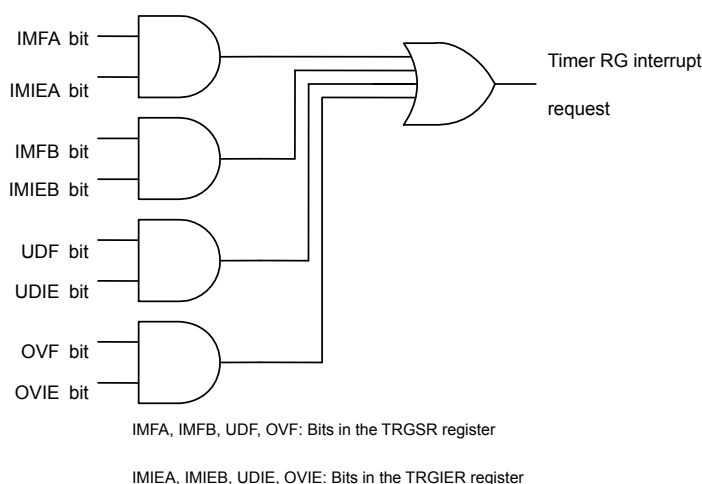 IMFA bit
IMIEA bit
IMFB bit
IMIEB bit
UDF bit
UDIE bit
OVF bit
OVIE bit
Timer RG interrupt
request
IMFA, IMFB, UDF, OVF: Bits in the TRGSR register
IMIEA, IMIEB, UDIE, OVIE: Bits in the TRGIER register